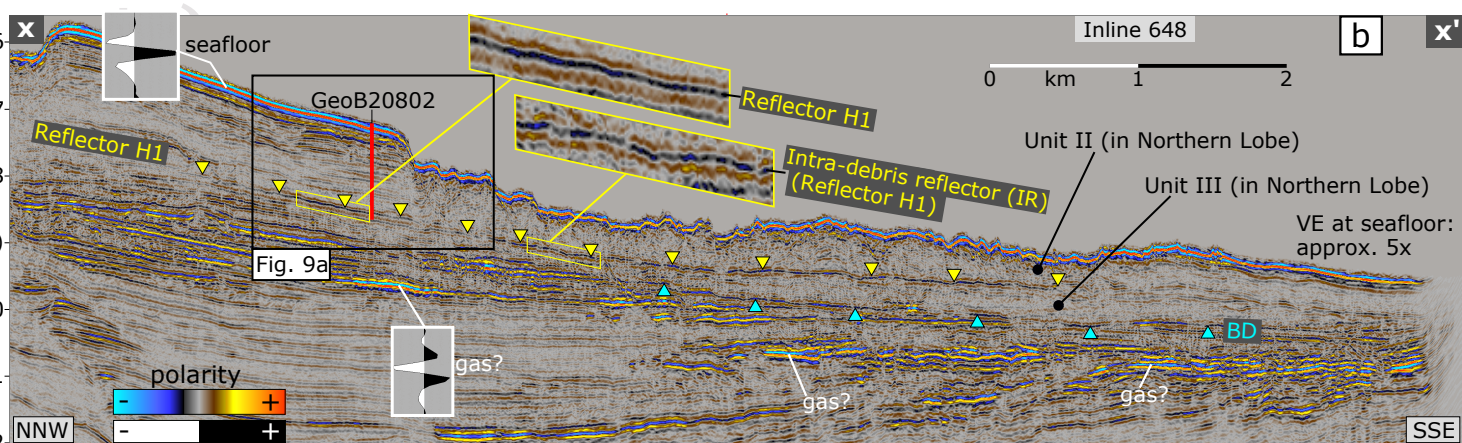 x
seafloor
Inline 648
b
x'
0 km 1 2
GeoB20802
Reflector H1
Reflector H1
Intra-debris reflector (IR)
(Reflector H1)
Unit II (in Northern Lobe)
Unit III (in Northern Lobe)
VE at seafloor:
approx. 5x
Fig. 9a
BD
gas?
gas?
gas?
polarity
- +
- +
NNW
SSE